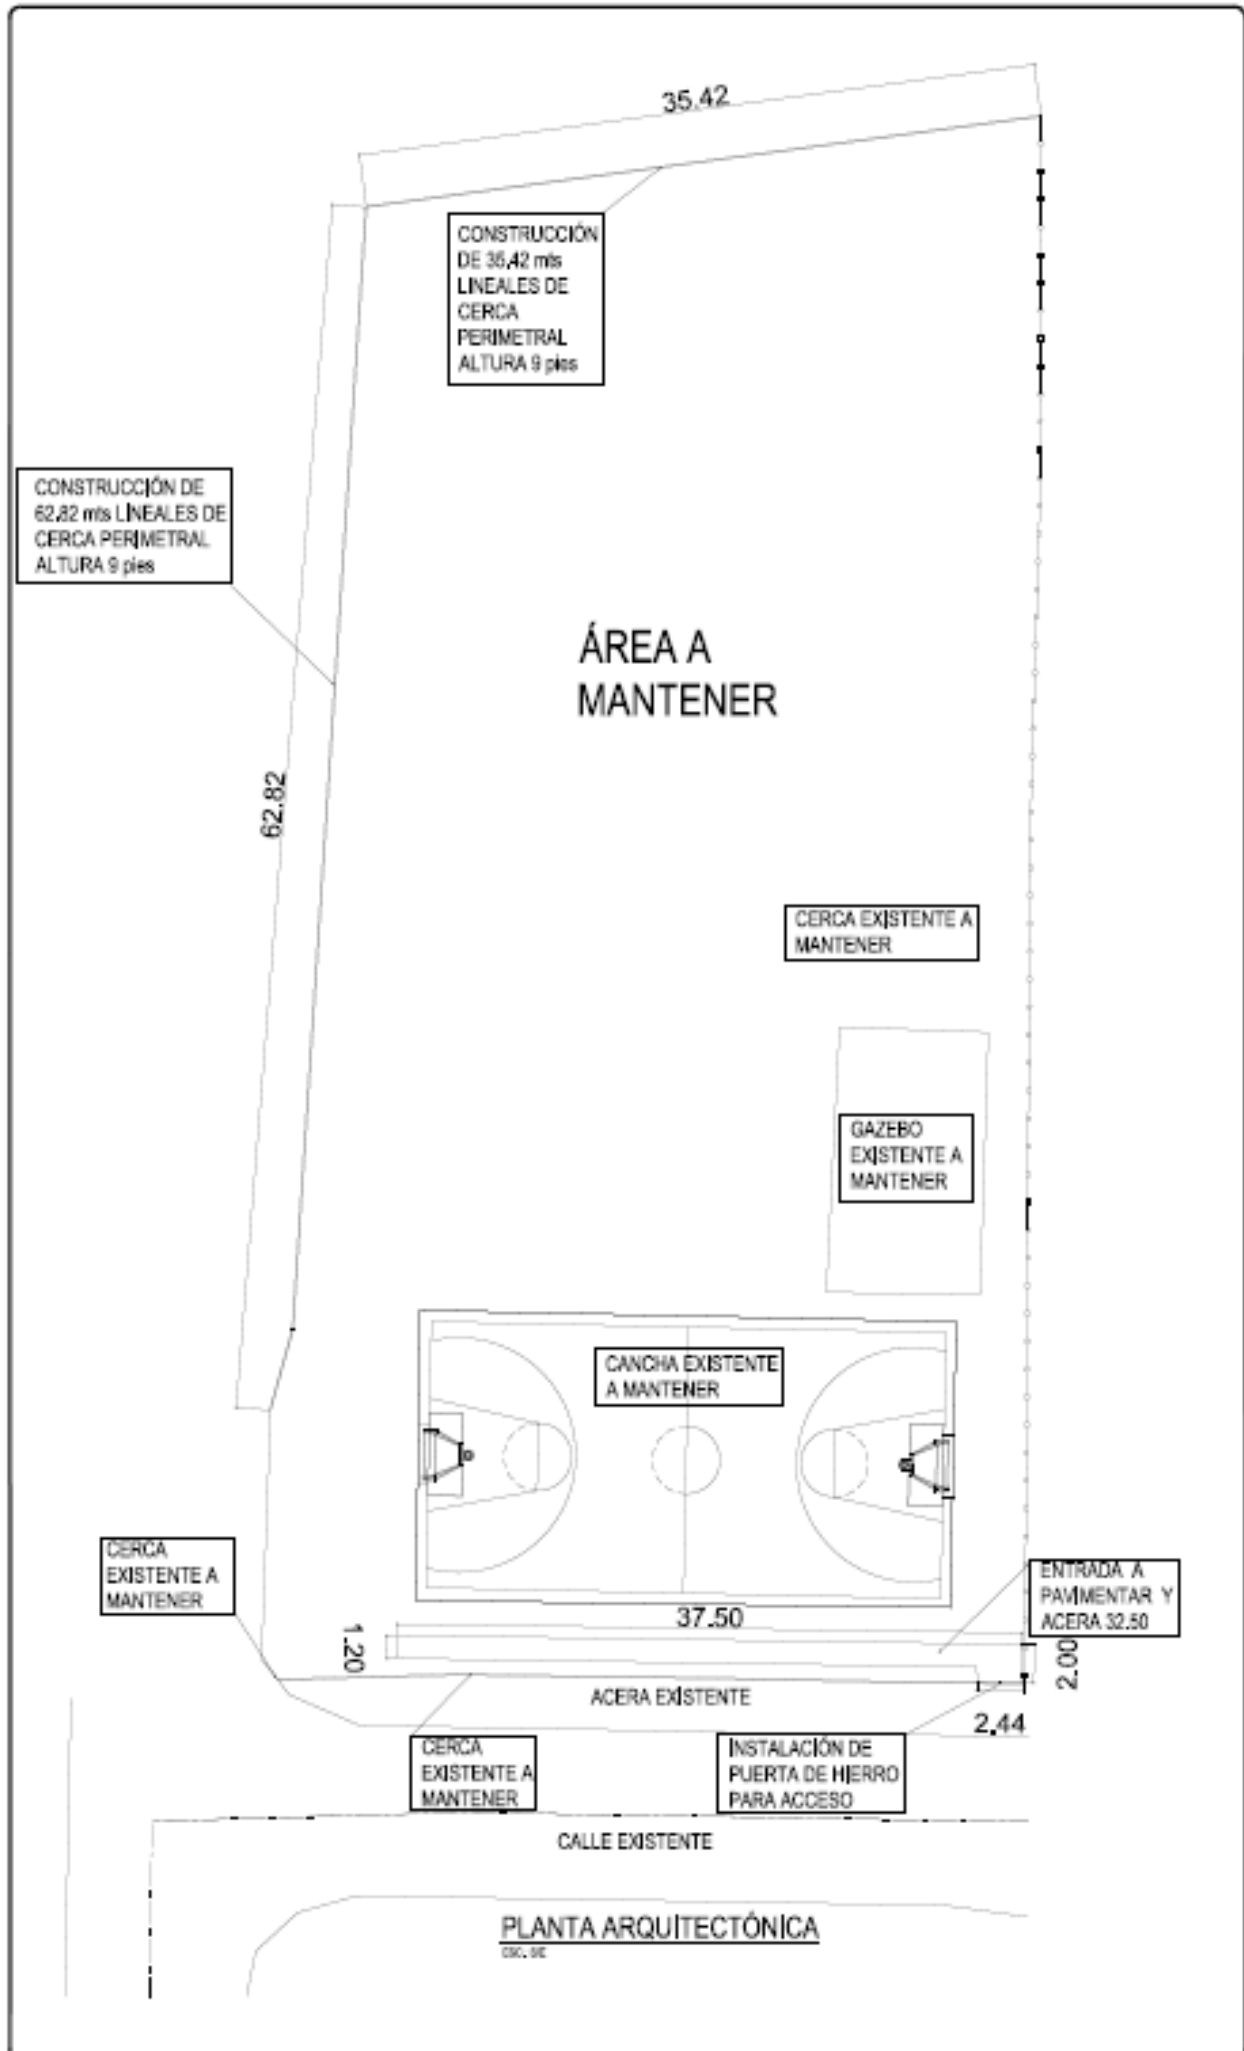 35.42
CONSTRUCCIÓN
DE 35,42 mts
LINEALES DE
CERCA
PERIMETRAL
ALTURA 9 pies
CONSTRUCCIÓN DE
62,82 mts LINEALES DE
CERCA PERIMETRAL
ALTURA 9 pies
ÁREA A
MANTENER
62.82
CERCA EXISTENTE A
MANTENER
GAZEBO
EXISTENTE A
MANTENER
CANCHA EXISTENTE
A MANTENER
CERCA
EXISTENTE A
MANTENER
ENTRADA A
PAVIMENTAR Y
ACERA 32.50
37.50
1.20
2.00
ACERA EXISTENTE
2.44
CERCA
EXISTENTE A
MANTENER
INSTALACIÓN DE
PUERTA DE HIERRO
PARA ACCESO
CALLE EXISTENTE
PLANTA ARQUITECTÓNICA